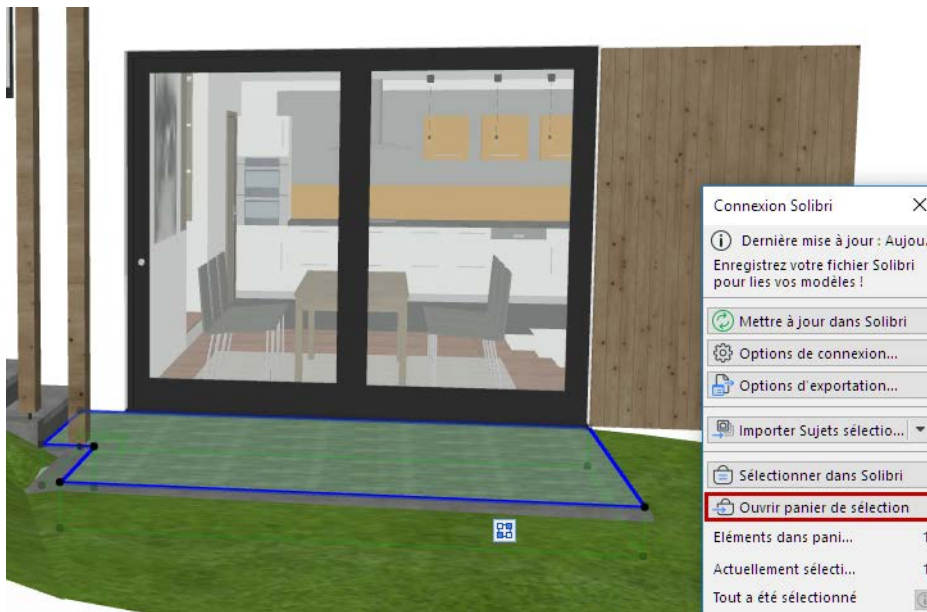 Connexion Solibri
Dernière mise à jour : Aujou.
Enregistrez votre fichier Solibri
pour lies vos modèles !
Mettre à jour dans Solibri
Options de connexion...
Options d'exportation...
Importer Sujets sélectio...
Sélectionner dans Solibri
Ouvrir panier de sélection
Eléments dans pani... 1
Actuellement sélecti... 1
Tout a été sélectionné